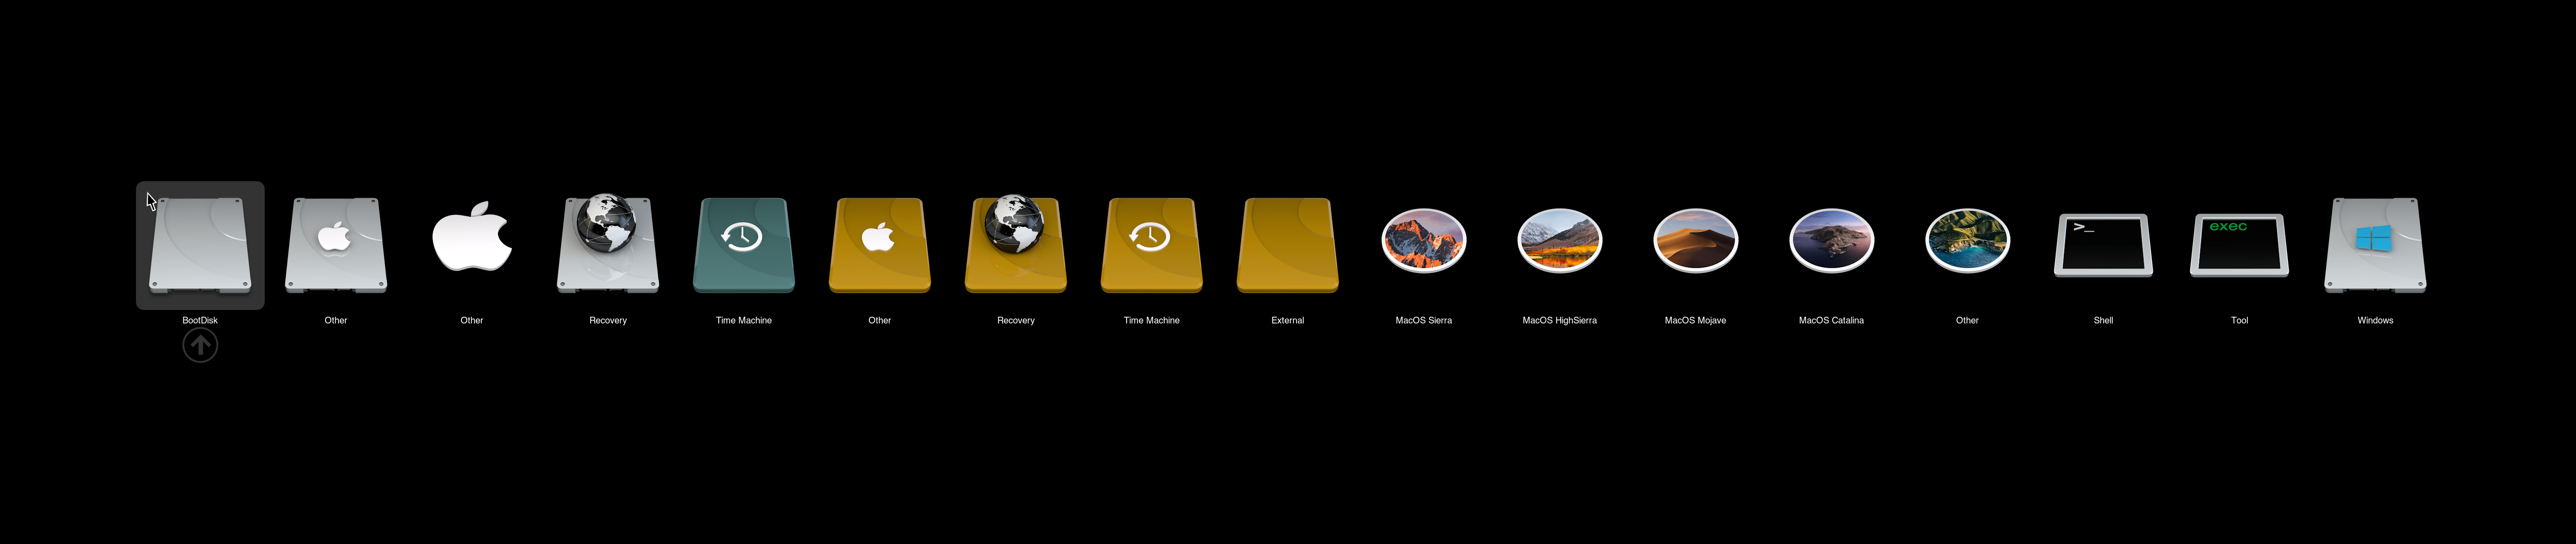 >_
exec
BootDisk
Other
Other
Recovery
Time Machine
Other
Recovery
Time Machine
External
MacOS Sierra
MacOS HighSierra
MacOS Mojave
MacOS Catalina
Other
Shell
Tool
Windows